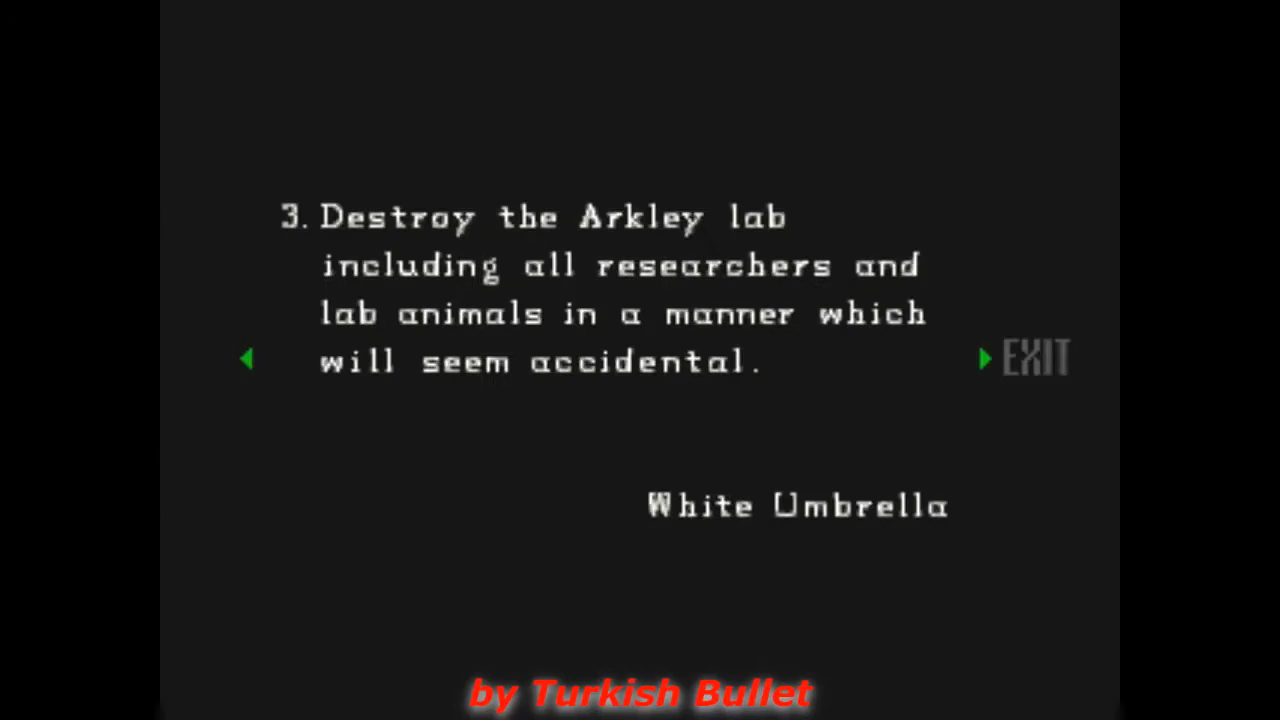 3. Destroy the Arkley lab
including all researchers and
lab animals in a manner which
will seem accidental.
EXIT
White Umbrella
by Turkish Bullet